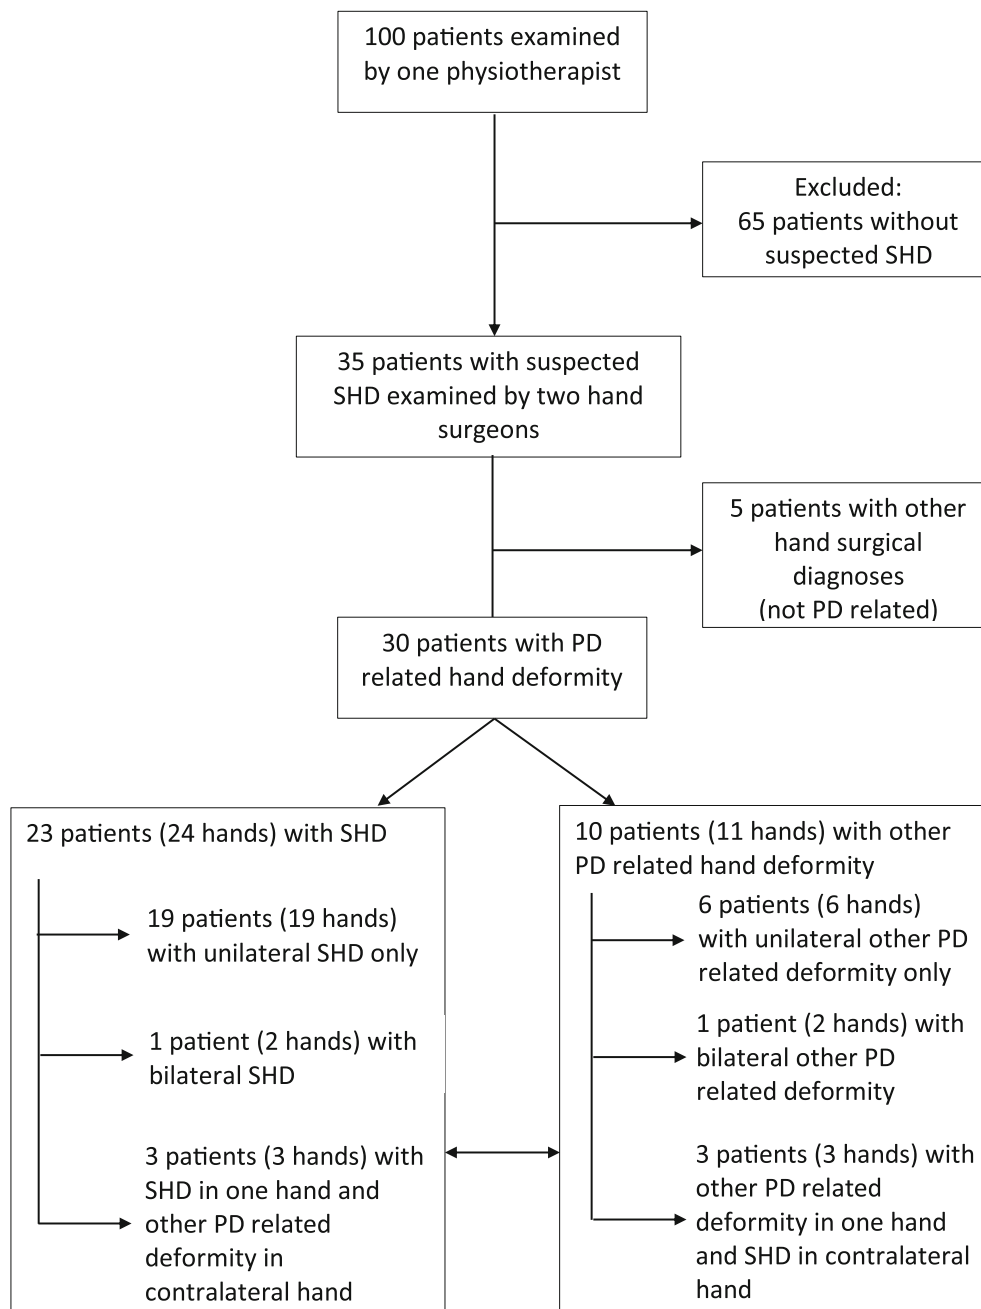 100 patients examined
by one physiotherapist
Excluded:
65 patients without
suspected SHD
35 patients with suspected
SHD examined by two hand
surgeons
5 patients with other
hand surgical
diagnoses
(not PD related)
30 patients with PD
related hand deformity
23 patients (24 hands) with SHD
19 patients (19 hands)
with unilateral SHD only
1 patient (2 hands) with
bilateral SHD
3 patients (3 hands) with
SHD in one hand and
other PD related
deformity in
contralateral hand
10 patients (11 hands) with other
PD related hand deformity
6 patients (6 hands)
with unilateral other PD
related deformity only
1 patient (2 hands) with
bilateral other PD
related deformity
3 patients (3 hands) with
other PD related
deformity in one hand
and SHD in contralateral
hand